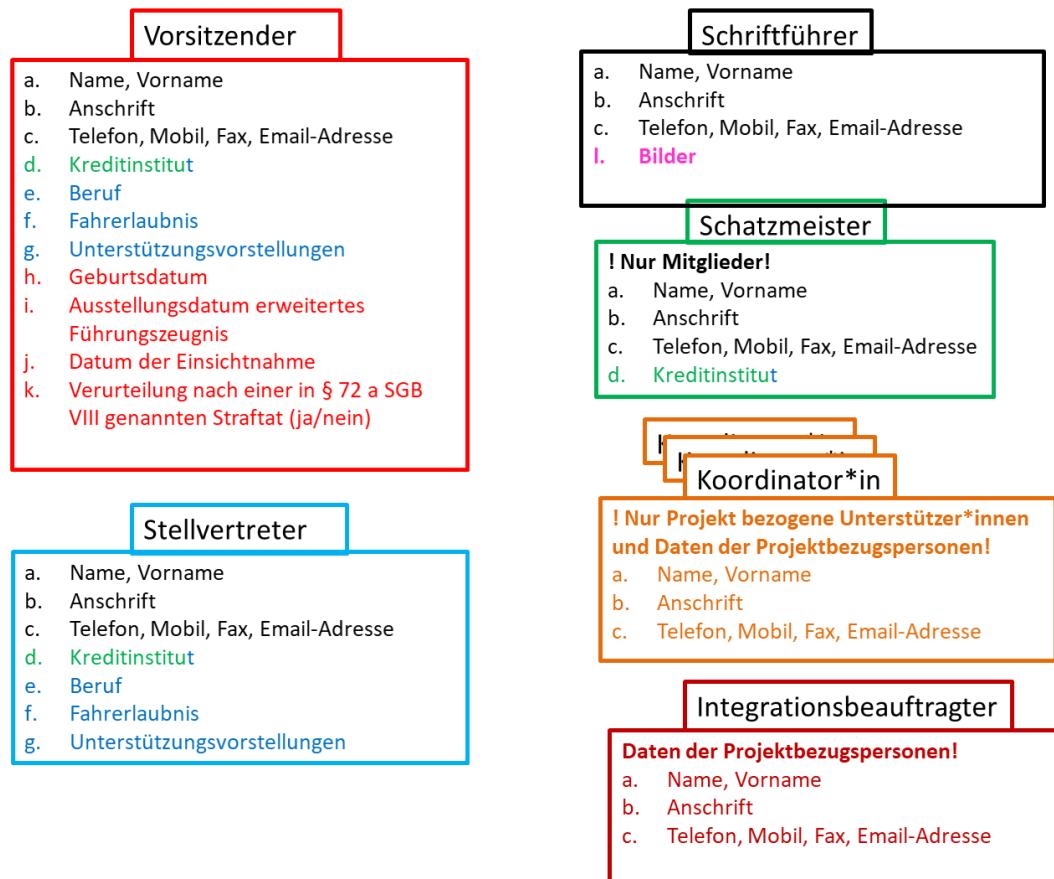 Vorsitzender
a. Name, Vorname
b. Anschrift
c. Telefon, Mobil, Fax, Email-Adresse
d. Kreditinstitut
e. Beruf
f. Fahrerlaubnis
g. Unterstützungsvorstellungen
h. Geburtsdatum
i. Ausstellungsdatum erweitertes
Führungszeugnis
j. Datum der Einsichtnahme
k. Verurteilung nach einer in § 72 a SGB
VIII genannten Straftat (ja/nein)
Stellvertreter
a. Name, Vorname
b. Anschrift
c. Telefon, Mobil, Fax, Email-Adresse
d. Kreditinstitut
e. Beruf
f. Fahrerlaubnis
g. Unterstützungsvorstellungen
Schriftführer
a. Name, Vorname
b. Anschrift
c. Telefon, Mobil, Fax, Email-Adresse
l. Bilder
Schatzmeister
! Nur Mitglieder!
a. Name, Vorname
b. Anschrift
c. Telefon, Mobil, Fax, Email-Adresse
d. Kreditinstitut
Koordinator*in
! Nur Projekt bezogene Unterstützer*innen
und Daten der Projektbezugspersonen!
a. Name, Vorname
b. Anschrift
c. Telefon, Mobil, Fax, Email-Adresse
Integrationsbeauftragter
Daten der Projektbezugspersonen!
a. Name, Vorname
b. Anschrift
c. Telefon, Mobil, Fax, Email-Adresse